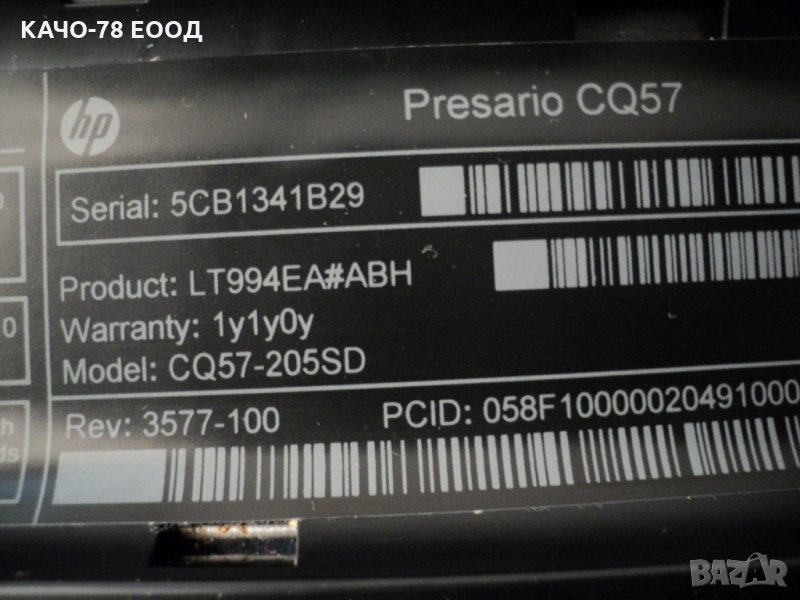 КАЧО-78 ЕООД
hp
Presario CQ57
Serial: 5CB1341B29
Product: LT994EA#ABH
Warranty: 1y1y0y
Model: CQ57-205SD
Rev: 3577-100
PCID: 058F10000020491000
BAZAR